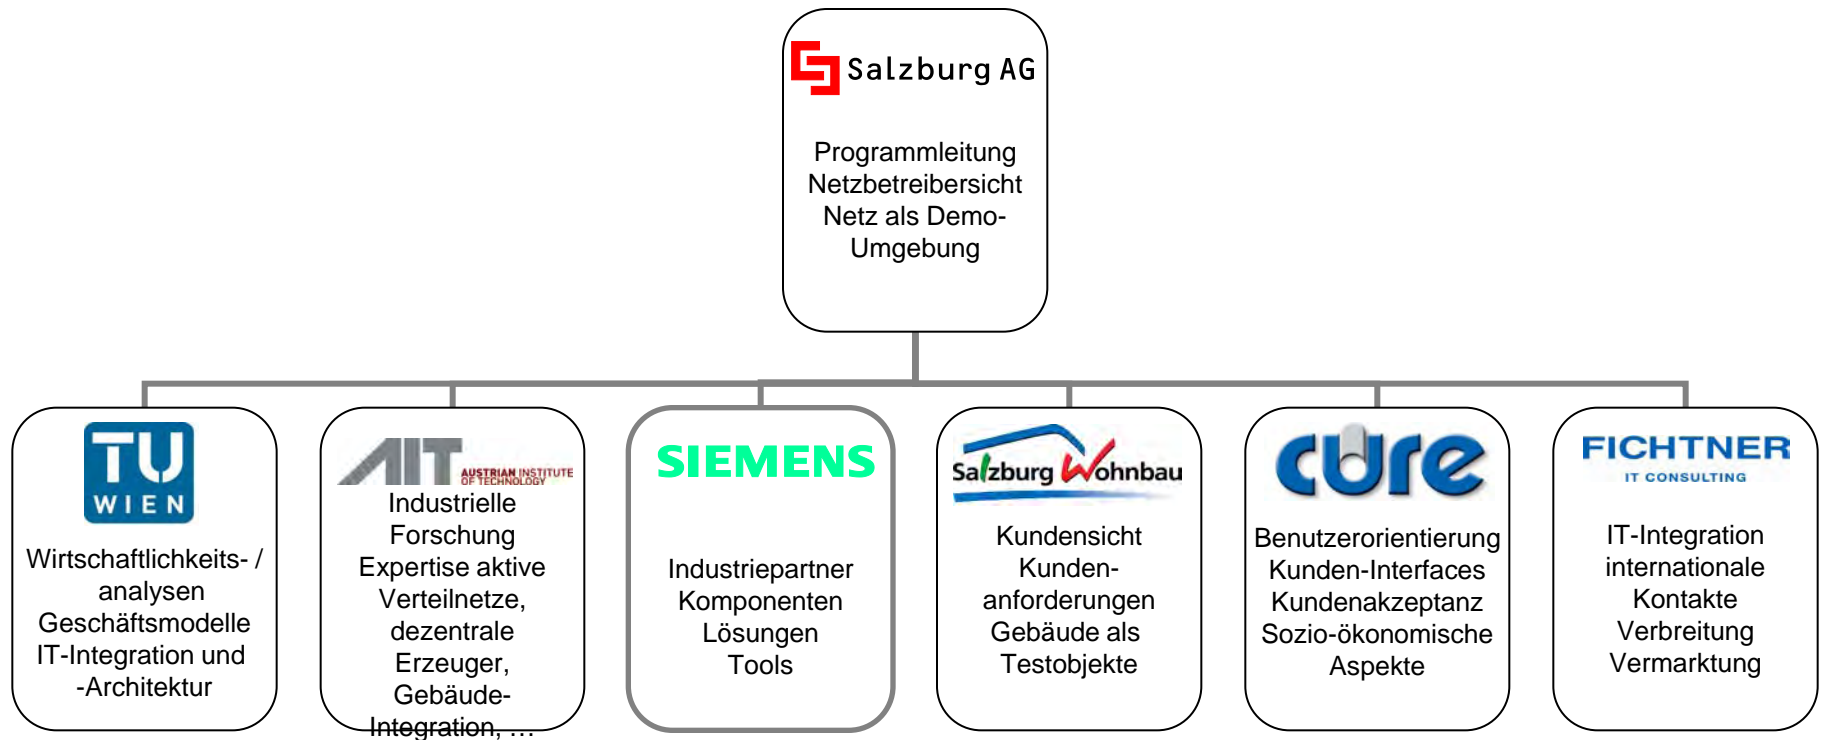 Salzburg AG
Programmleitung
Netzbetreibersicht
Netz als Demo-
Umgebung
TU
WIEN
Wirtschaftlichkeits- /
analysen
Geschäftsmodelle
IT-Integration und
-Architektur
AIT
AUSTRIAN INSTITUTE
OF TECHNOLOGY
Industrielle
Forschung
Expertise aktive
Verteilnetze,
dezentrale
Erzeuger,
Gebäude-
Integration, …
SIEMENS
Industriepartner
Komponenten
Lösungen
Tools
Salzburg Wohnbau
Kundensicht
Kunden-
anforderungen
Gebäude als
Testobjekte
cure
Benutzerorientierung
Kunden-Interfaces
Kundenakzeptanz
Sozio-ökonomische
Aspekte
FICHTNER
IT CONSULTING
IT-Integration
internationale
Kontakte
Verbreitung
Vermarktung